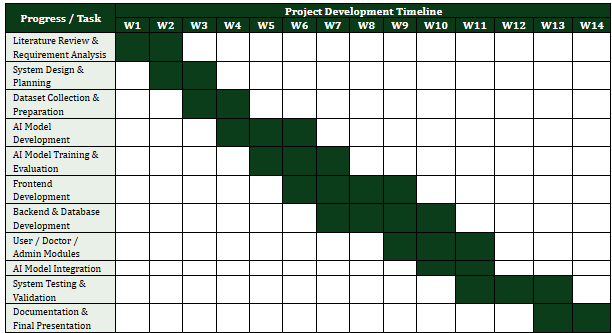 Progress / Task
Project Development Timeline
W1 W2 W3 W4 W5 W6 W7 W8 W9 W10 W11 W12 W13 W14
Literature Review &
Requirement Analysis
System Design &
Planning
Dataset Collection &
Preparation
AI Model
Development
AI Model Training &
Evaluation
Frontend
Development
Backend & Database
Development
User / Doctor /
Admin Modules
AI Model Integration
System Testing &
Validation
Documentation &
Final Presentation